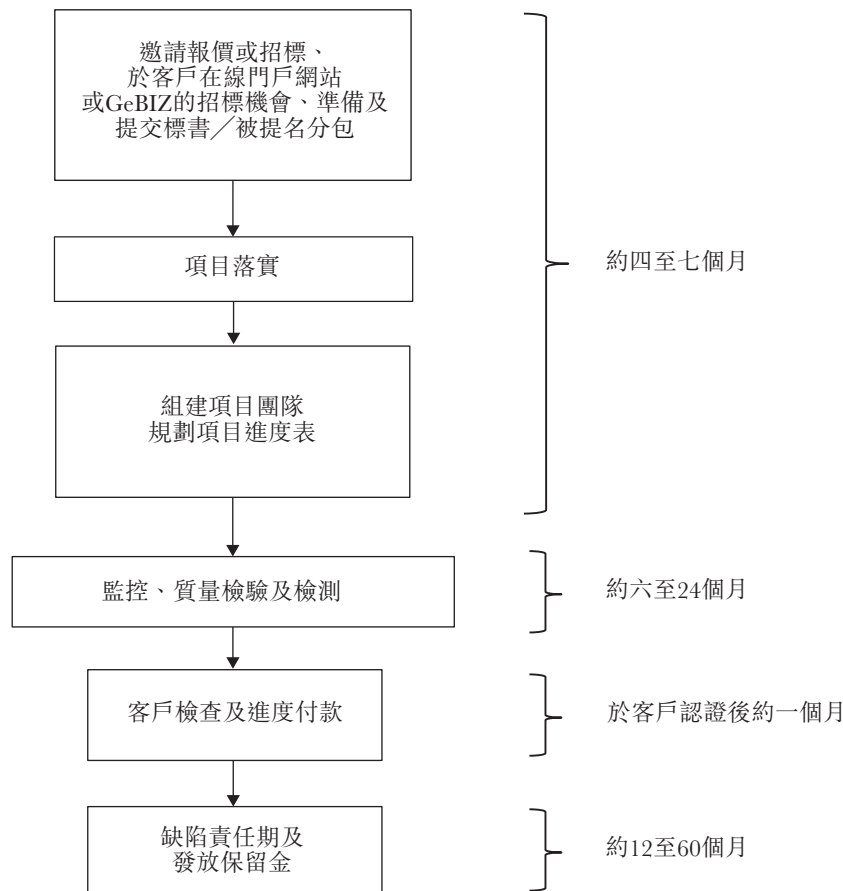 邀請報價或招標、
於客戶在線門戶網站
或GeBIZ的招標機會、準備及
提交標書／被提名分包
項目落實
約四至七個月
組建項目團隊
規劃項目進度表
監控、質量檢驗及檢測
約六至24個月
客戶檢查及進度付款
於客戶認證後約一個月
缺陷責任期及
發放保留金
約12至60個月